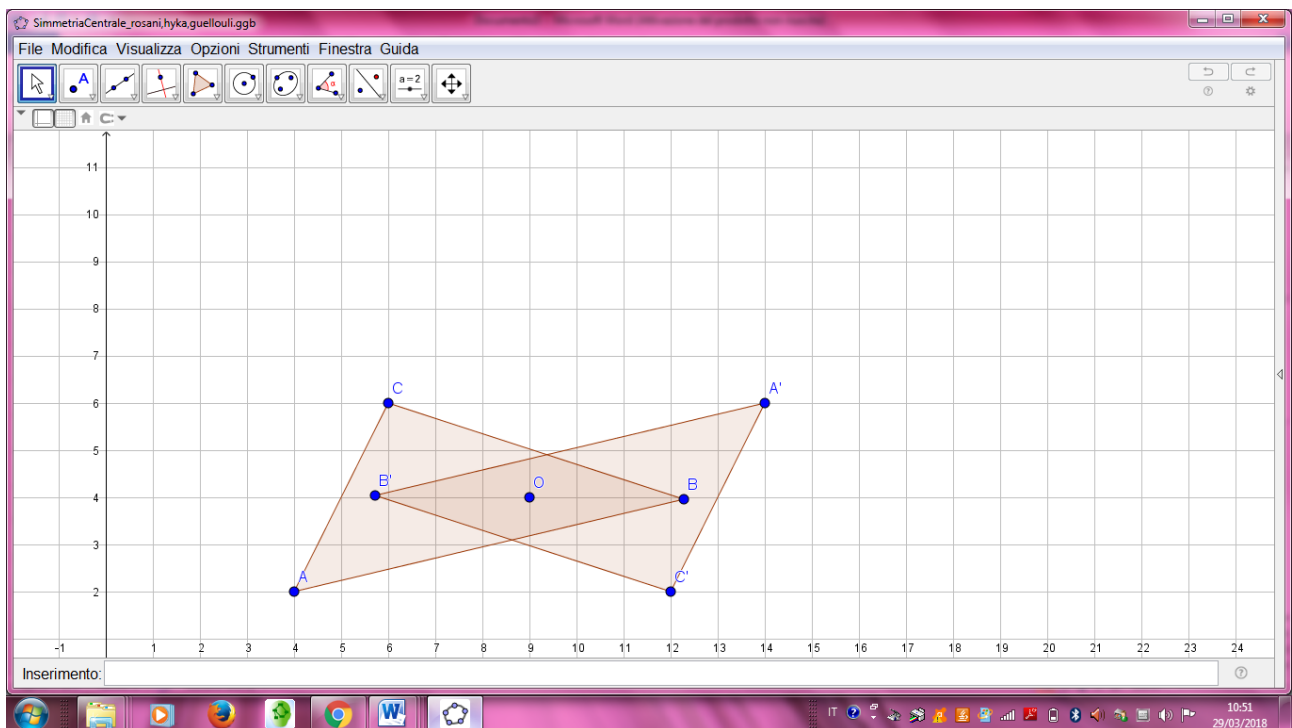 SimmetriaCentrale_rosani,hyka,guellouli.ggb
File Modifica Visualizza Opzioni Strumenti Finestra Guida
A
α
a=2
11
10
9
8
7
C
A'
6
5
B'
O
B
4
3
A
C'
2
-1 1 2 3 4 5 6 7 8 9 10 11 12 13 14 15 16 17 18 19 20 21 22 23 24
Inserimento:
IT
10:51
29/03/2018